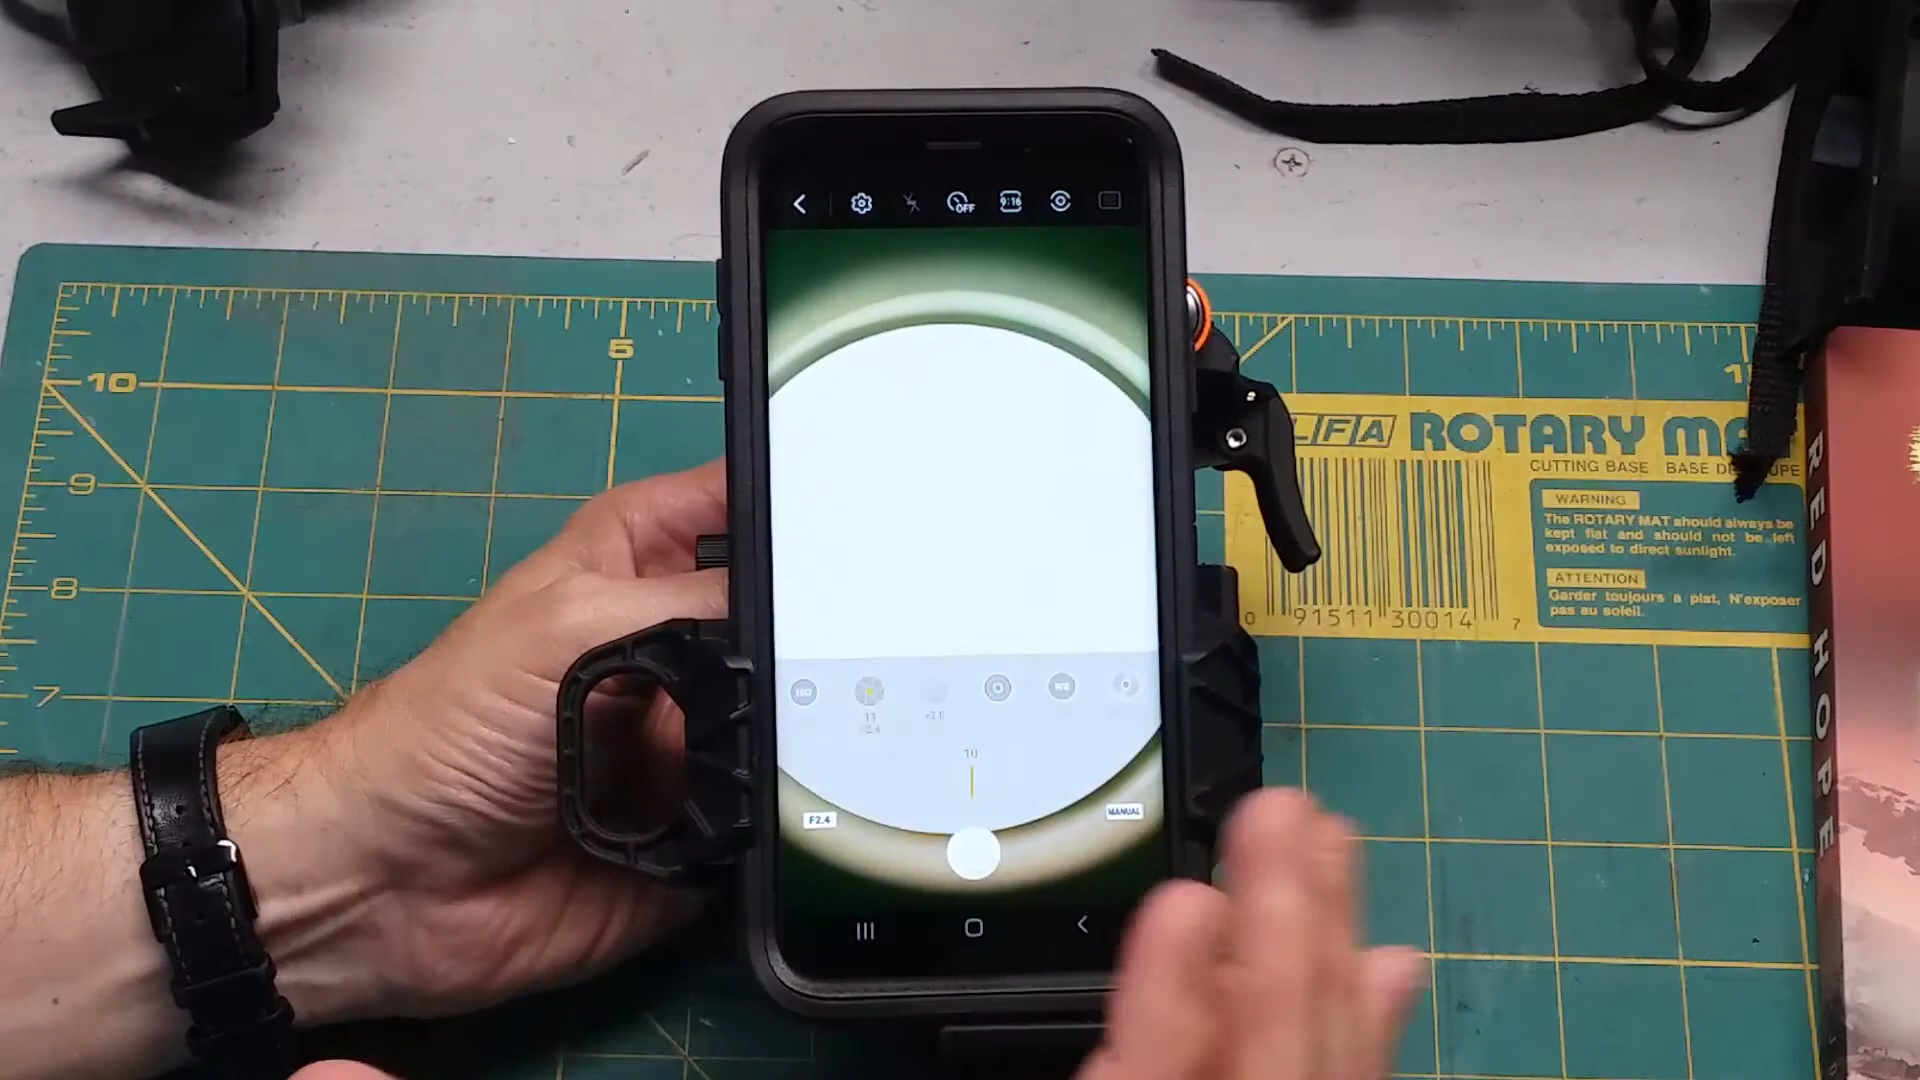 OFF
9:16
5
10
9
8
7
ISO
WB
10
F2.4
MANUAL
LFA
ROTARY
CUTTING BASE
BASE
WARNING
The ROTARY MAT should always be
kept flat and should not be left
exposed to direct sunlight.
ATTENTION
Garder toujours a plat, N'exposer
pas au soleil.
0 91511 30014 7
RED HOPE